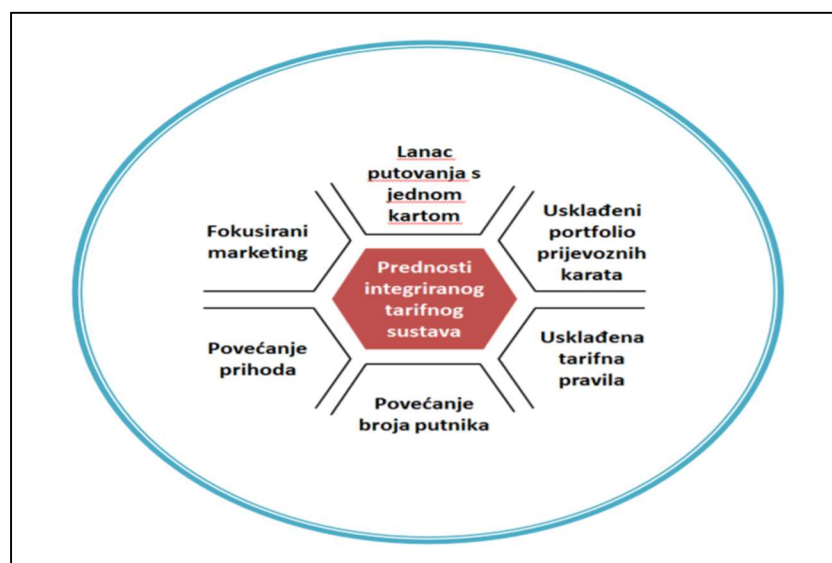 Lanac
putovanja s
jednom
kartom
Usklađeni
portfolio
prijevoznih
karata
Fokusirani
marketing
Prednosti
integriranog
tarifnog
sustava
Usklađena
tarifna
pravila
Povećanje
prihoda
Povećanje
broja putnika